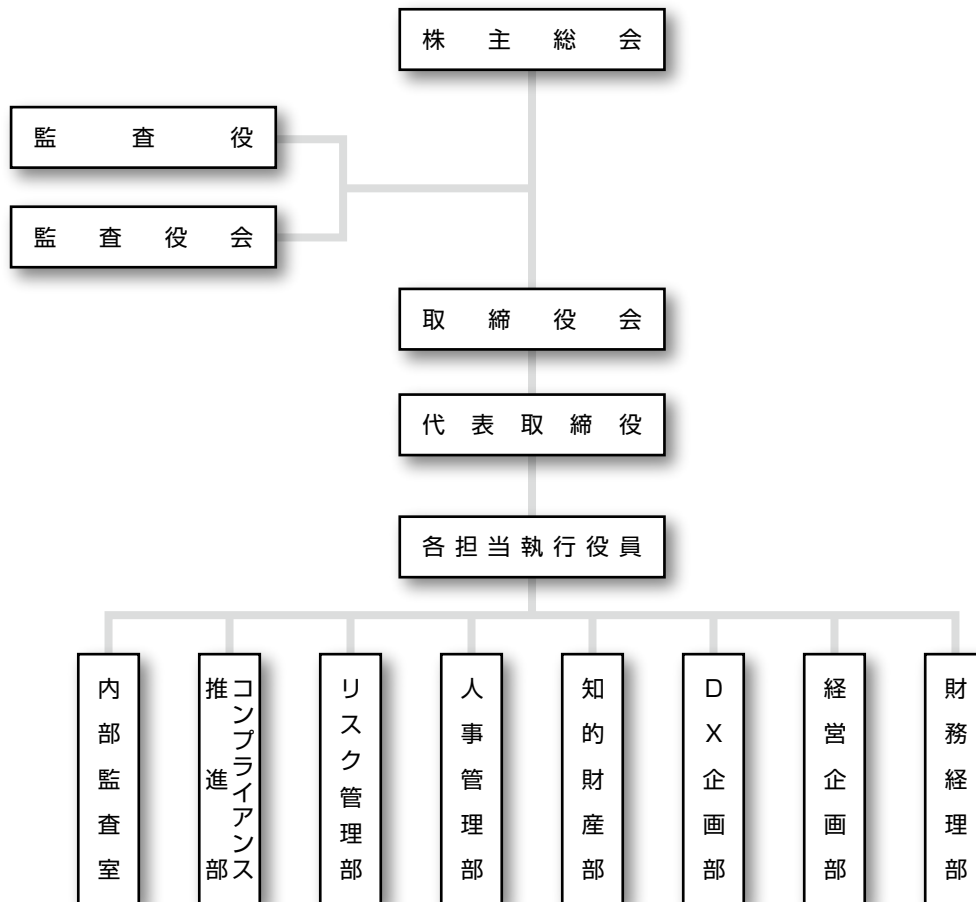 株主総会
監査役
監査役会
取締役会
代表取締役
各担当執行役員
内部監査室
コンプライアンス
推進部
リスク管理部
人事管理部
知的財産部
DX企画部
経営企画部
財務経理部